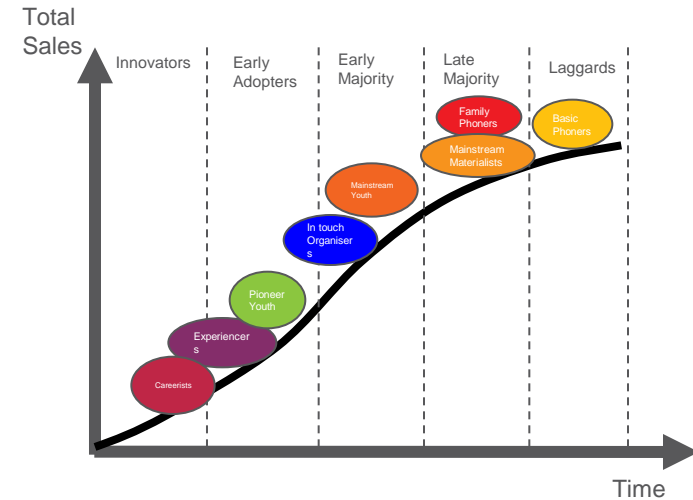 Total
Sales
Innovators
Early
Adopters
Early
Majority
Late
Majority
Laggards
Family
Phoners
Basic
Phoners
Mainstream
Materialists
Mainstream
Youth
In touch
Organiser
s
Pioneer
Youth
Experiencer
s
Careerists
Time